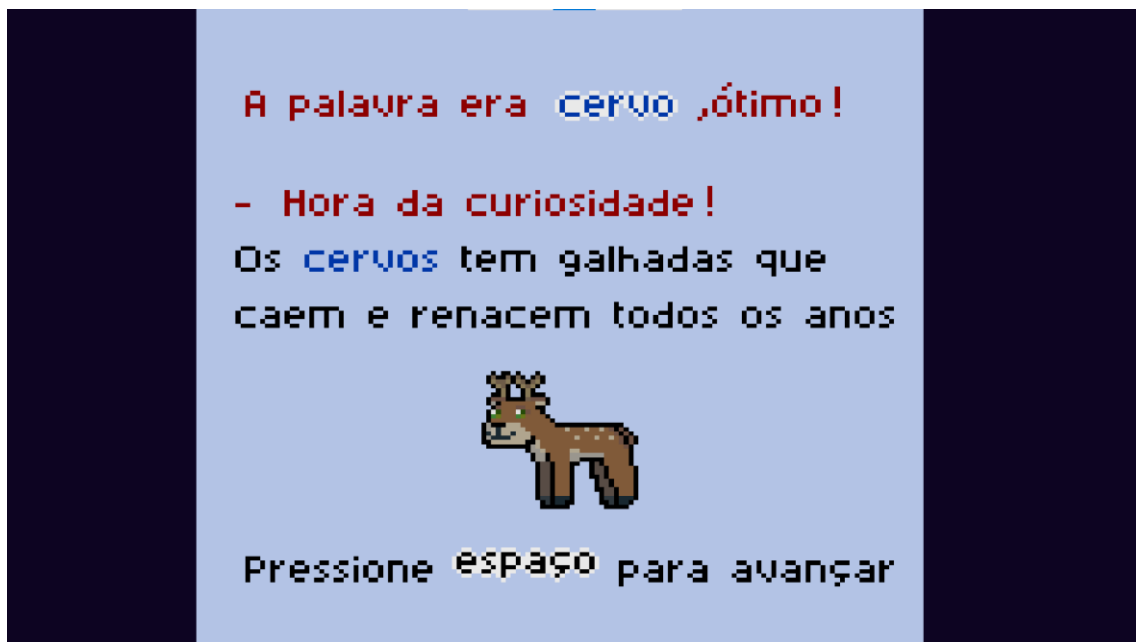 A palavra era cervo ,ótimo!
- Hora da curiosidade!
Os cervos tem galhadas que
caem e renacem todos os anos
Pressione espaço para avançar